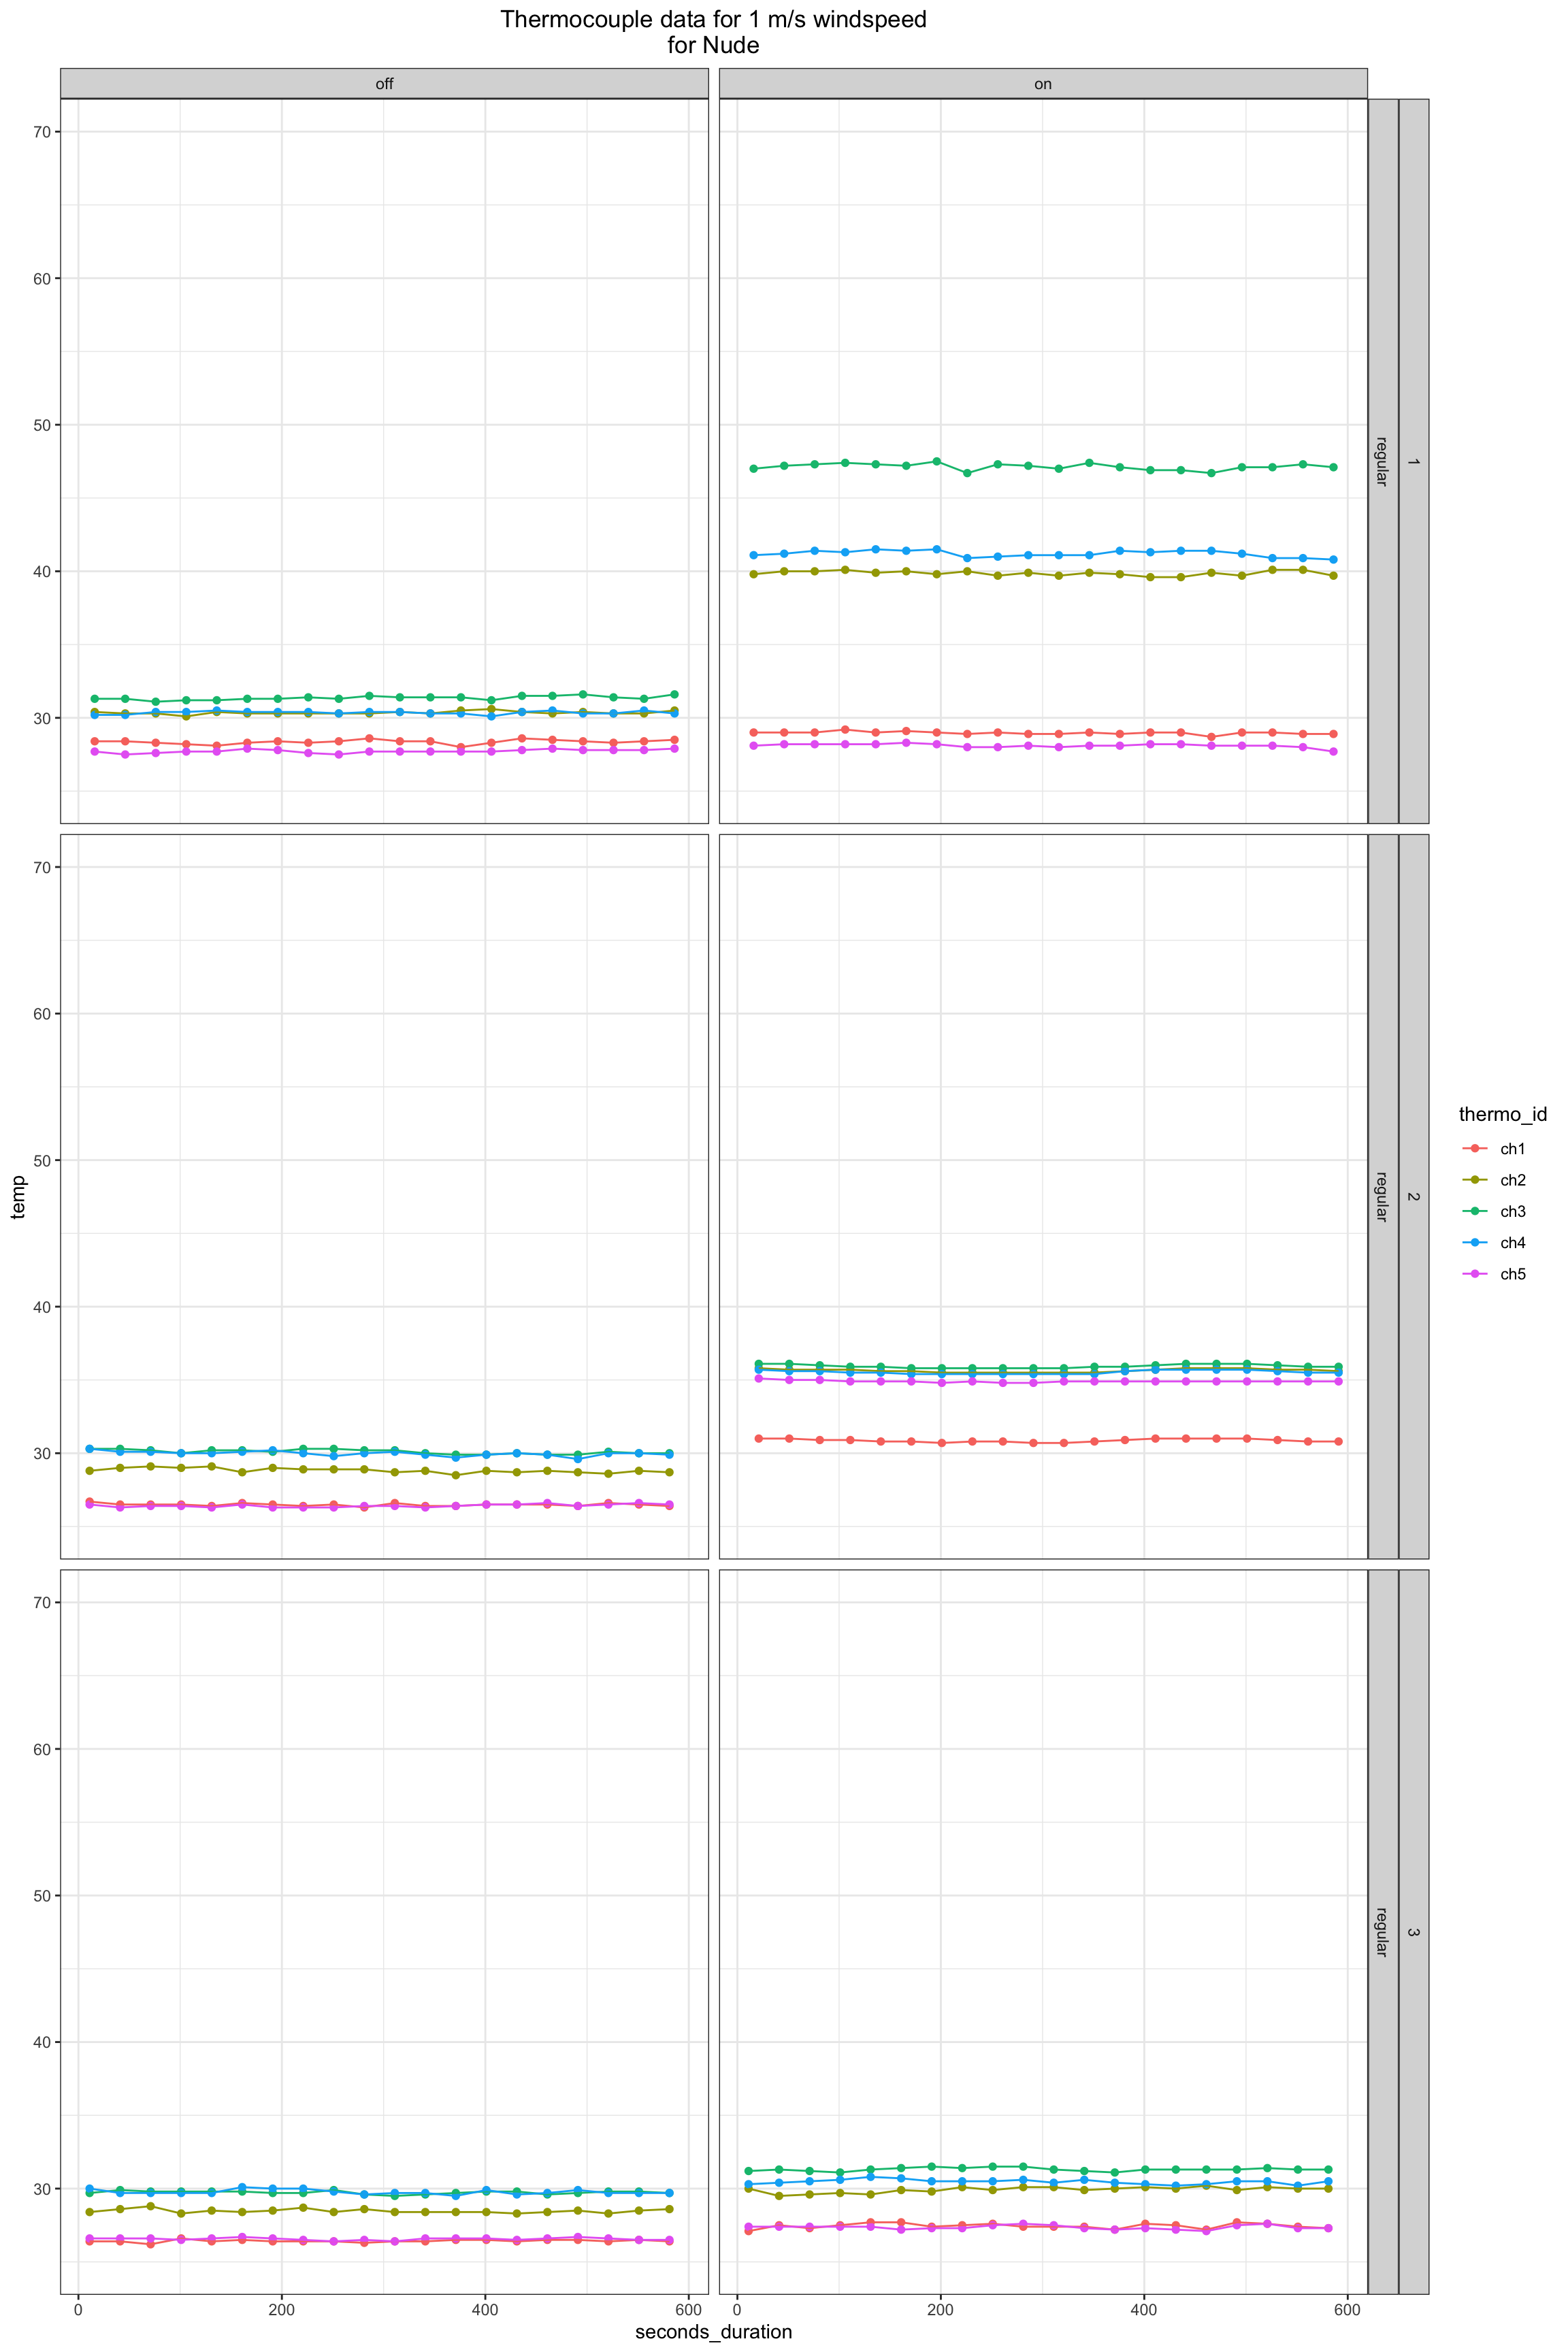 Thermocouple data for 1 m/s windspeed
for Nude
off
on
70
60
50
40
30
regular
1
70
60
50
40
30
regular
2
70
60
50
40
30
regular
3
0
200
400
600
0
200
400
600
seconds_duration
temp
thermo_id
ch1
ch2
ch3
ch4
ch5